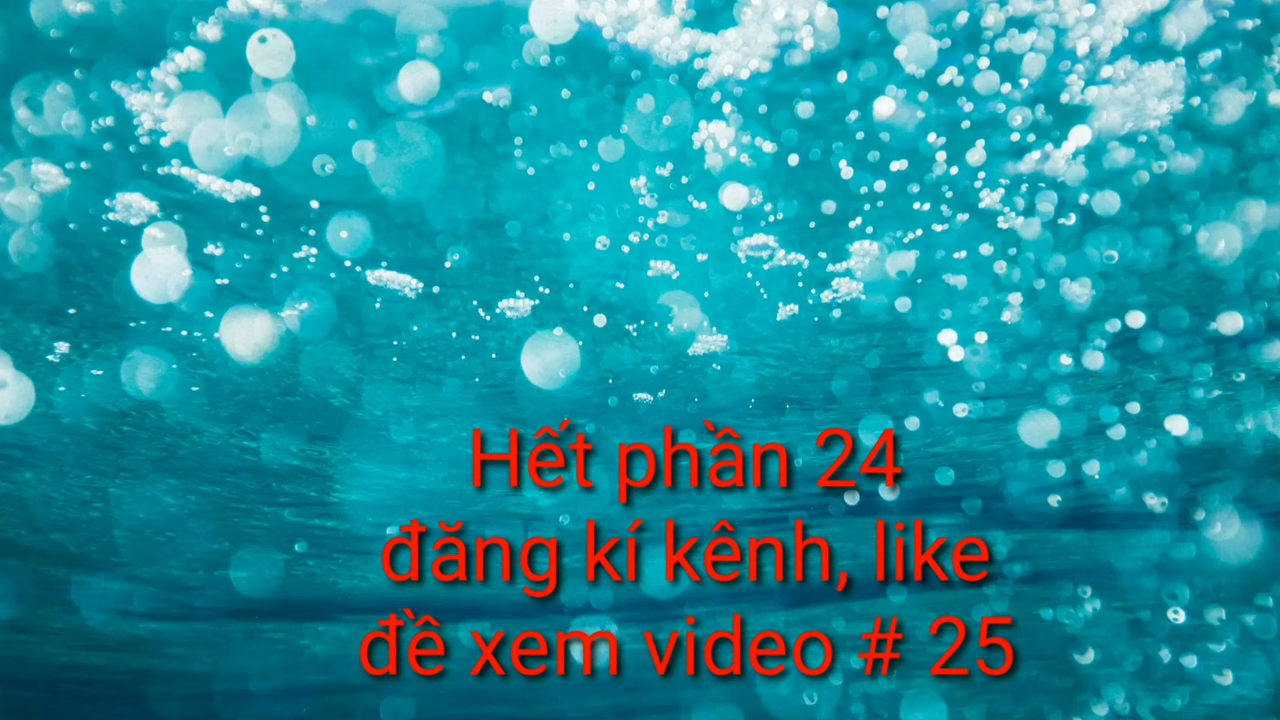 Hết phần 24
đăng kí kênh, like
đề xem video # 25